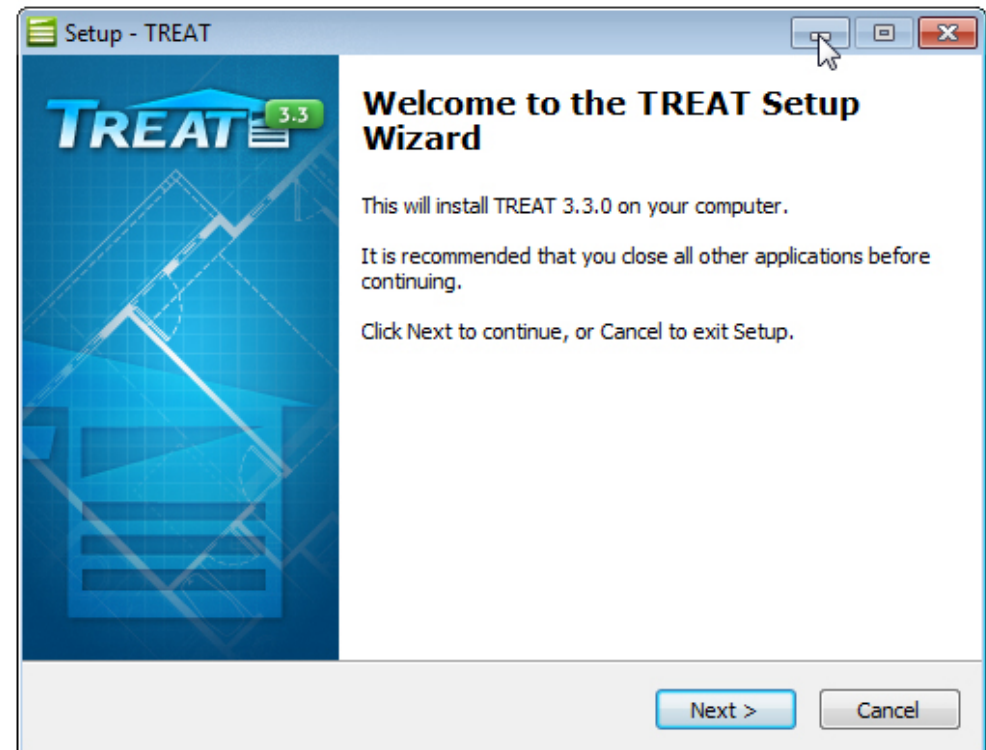 Setup - TREAT
TREAT 3.3
Welcome to the TREAT Setup
Wizard
This will install TREAT 3.3.0 on your computer.
It is recommended that you close all other applications before
continuing.
Click Next to continue, or Cancel to exit Setup.
Next >
Cancel